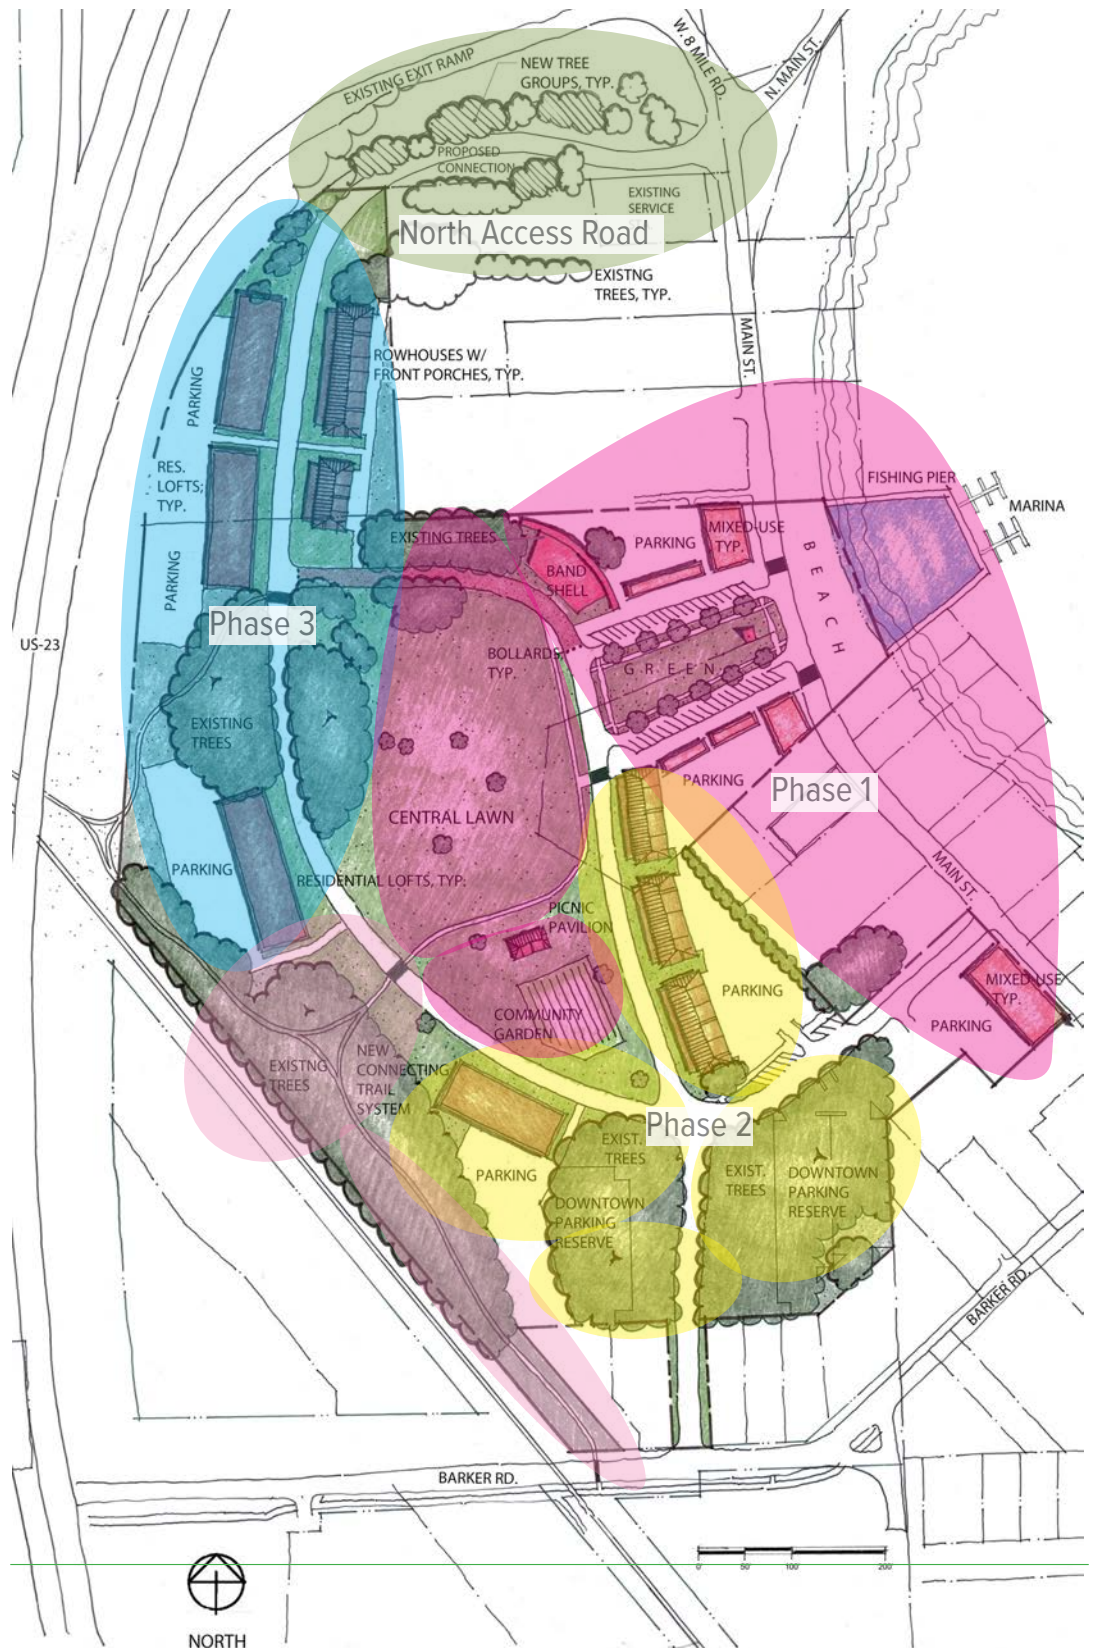 W. 8 MILE RD.
N. MAIN ST.
EXISTING EXIT RAMP
NEW TREE
GROUPS, TYP.
PROPOSED
CONNECTION
EXISTING
SERVICE
North Access Road
EXISTNG
TREES, TYP.
MAIN ST.
ROWHOUSES W/
FRONT PORCHES, TYP.
PARKING
RES.
LOFTS;
TYP.
FISHING PIER
MARINA
EXISTING TREES
PARKING
MIXED-USE
TYP.
BEACH
BAND
SHELL
PARKING
Phase 3
US-23
BOLLARDS,
TYP.
GREEN
EXISTING
TREES
PARKING
Phase 1
CENTRAL LAWN
MAIN ST.
PARKING
RESIDENTIAL LOFTS, TYP.
PICNIC
PAVILION
PARKING
MIXED-USE
TYP.
COMMUNITY
GARDEN
PARKING
EXISTNG
TREES
NEW
CONNECTING
TRAIL
SYSTEM
Phase 2
EXIST.
TREES
PARKING
EXIST.
TREES
DOWNTOWN
PARKING
RESERVE
DOWNTOWN
PARKING
RESERVE
BARKER RD.
BARKER RD.
0 50 100 200
NORTH